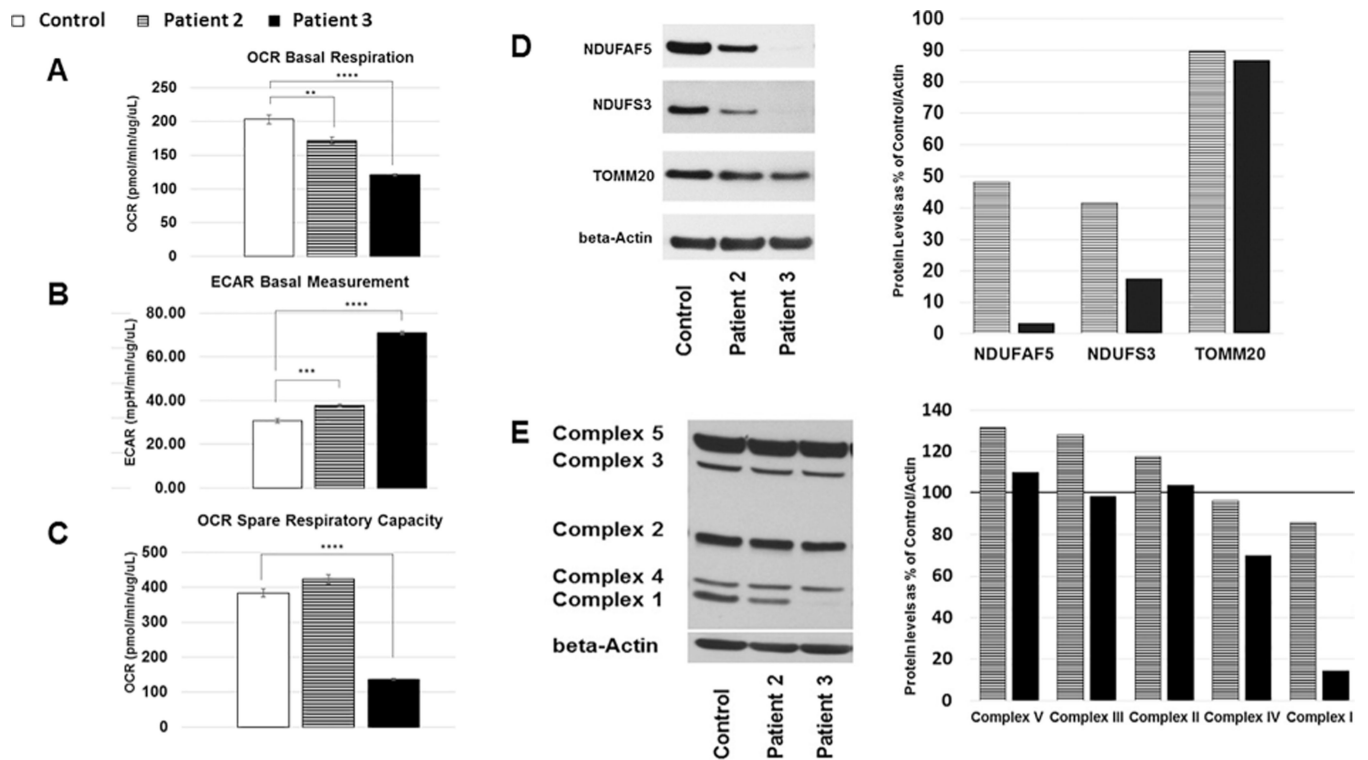 Control Patient 2 Patient 3
A
OCR Basal Respiration
OCR (pmol/min/ug/uL)
250
200
150
100
50
0
**
****
B
ECAR Basal Measurement
ECAR (mpH/min/ug/uL)
80.00
60.00
40.00
20.00
0.00
***
****
C
OCR Spare Respiratory Capacity
OCR (pmol/min/ug/uL)
500
400
300
400
100
0
****
D
NDUFAF5
NDUFS3
TOMM20
beta-Actin
Control
Patient 2
Patient 3
Protein Levels as % of Control/Actin
100
90
80
70
60
50
40
30
20
10
0
NDUFAF5 NDUFS3 TOMM20
E
Complex 5
Complex 3
Complex 2
Complex 4
Complex 1
beta-Actin
Control
Patient 2
Patient 3
Protein levels as % of Control/Actin
140
120
100
80
60
40
20
0
Complex V Complex III Complex II Complex IV Complex I